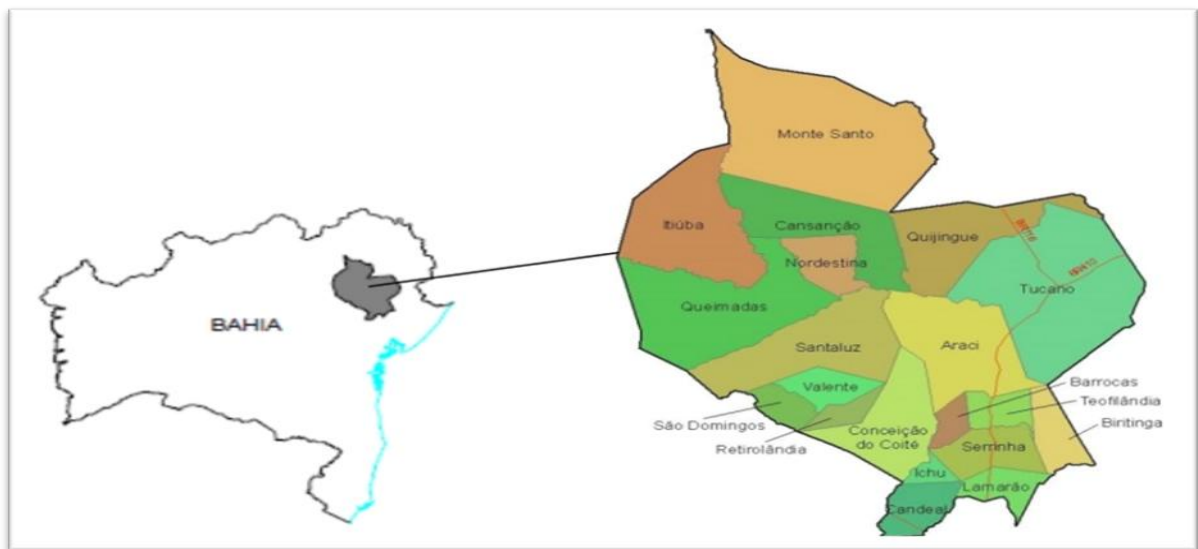 BAHIA
Monte Santo
Itiúba
Cansanção
Quijingue
Nordestina
Tucano
Queimadas
Santaluz
Araci
Valente
Barrocas
São Domingos
Teofilândia
Retirolândia
Conceição
do Coité
Biritinga
Serrinha
Ichu
Lamarão
Candeal